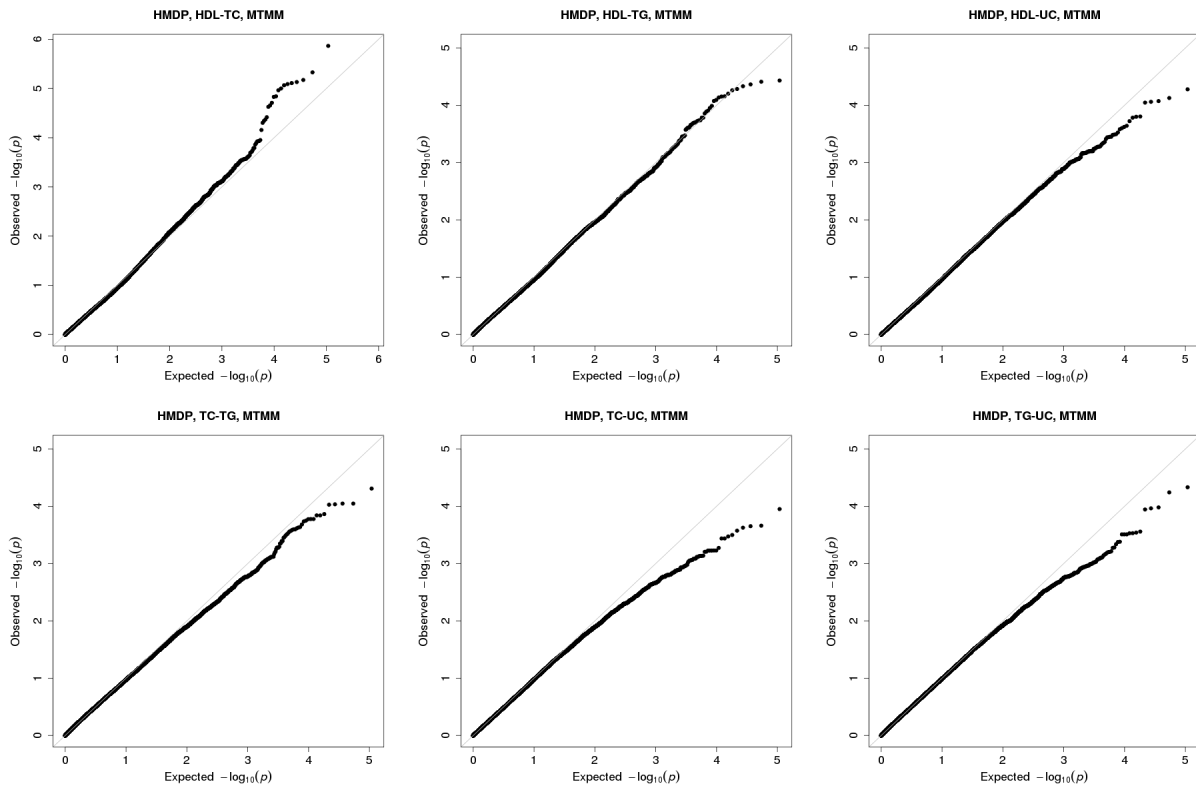 HMDP, HDL-TC, MTMM
6
5
4
3
2
1
0
Observed −log10(p)
0 1 2 3 4 5 6
Expected −log10(p)
HMDP, HDL-TG, MTMM
5
4
3
2
1
0
Observed −log10(p)
0 1 2 3 4 5
Expected −log10(p)
HMDP, HDL-UC, MTMM
5
4
3
2
1
0
Observed −log10(p)
0 1 2 3 4 5
Expected −log10(p)
HMDP, TC-TG, MTMM
5
4
3
2
1
0
Observed −log10(p)
0 1 2 3 4 5
Expected −log10(p)
HMDP, TC-UC, MTMM
5
4
3
2
1
0
Observed −log10(p)
0 1 2 3 4 5
Expected −log10(p)
HMDP, TG-UC, MTMM
5
4
3
2
1
0
Observed −log10(p)
0 1 2 3 4 5
Expected −log10(p)